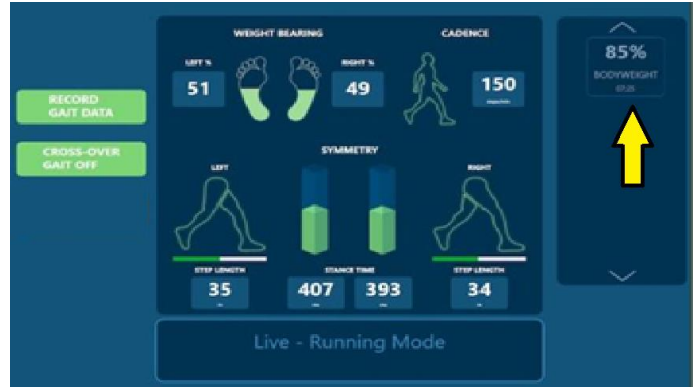 WEIGHT BEARING
CADENCE
LEFT %
RIGHT %
51
49
150
85%
BODYWEIGHT
RECORD
GAIT DATA
CROSS-OVER
GAIT OFF
SYMMETRY
LEFT
RIGHT
STEP LENGTH
STANCE TIME
STEP LENGTH
35
407
393
34
Live - Running Mode